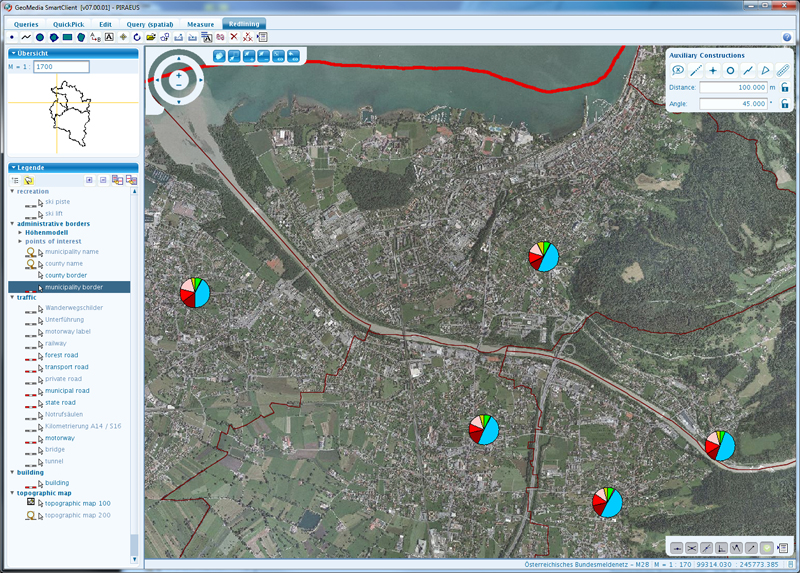 GeoMedia SmartClient [v07.00.01] - PIRAEUS
Queries QuickPick Edit Query (spatial) Measure Redlining
Übersicht
M = 1 : 1700
Legende
recreation
ski piste
ski lift
administrative borders
Höhenmodell
points of interest
municipality name
county name
county border
municipality border
traffic
Wanderwegschilder
Unterführung
motorway label
railway
forest road
transport road
private road
municipal road
state road
Notrufsäulen
Kilometrierung A14 / S16
motorway
bridge
tunnel
building
building
topographic map
topographic map 100
topographic map 200
Auxiliary Constructions
Distance: 100.000 m
Angle: 45.000 °
Österreichisches Bundesmeldenetz - M28 : M = 1 : 170 : 99314.030 : 245773.385